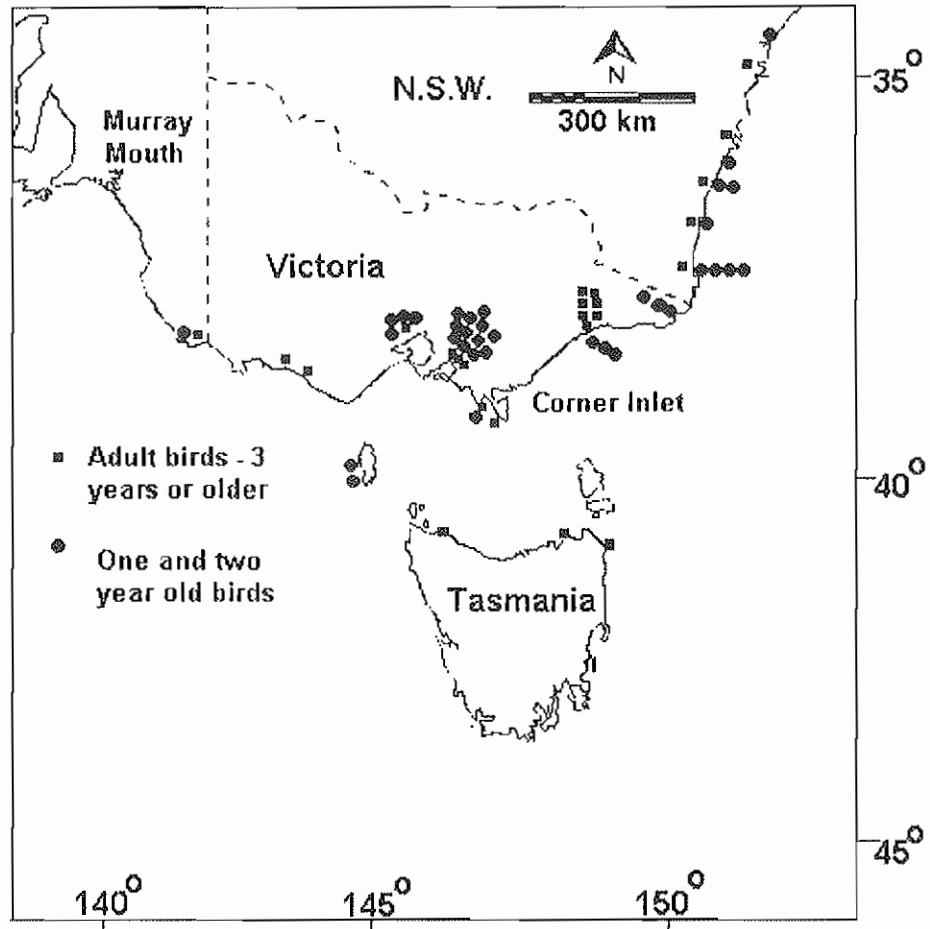 N.S.W.
N
300 km
35°
Murray
Mouth
Victoria
Corner Inlet
Adult birds - 3
years or older
40°
One and two
year old birds
Tasmania
45°
140°
145°
150°